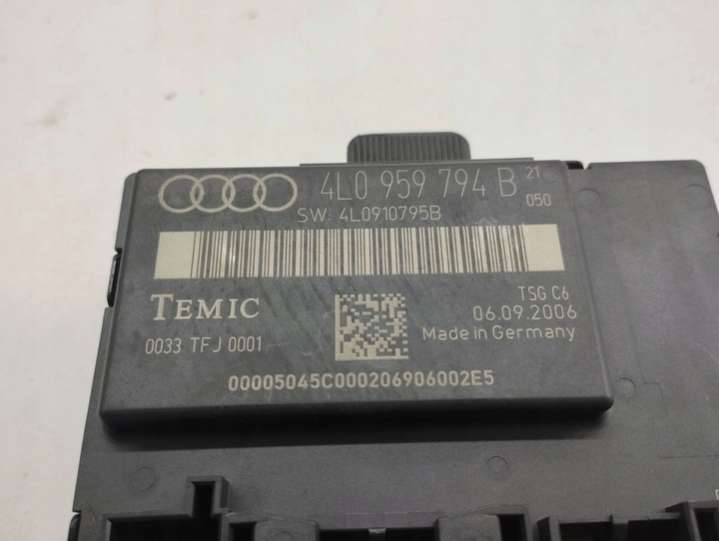 4L0 959 794 B 21
050
SW: 4L0910795B
TEMIC
TSG C6
06.09.2006
0033 TFJ 0001
Made in Germany
00005045C000206906002E5